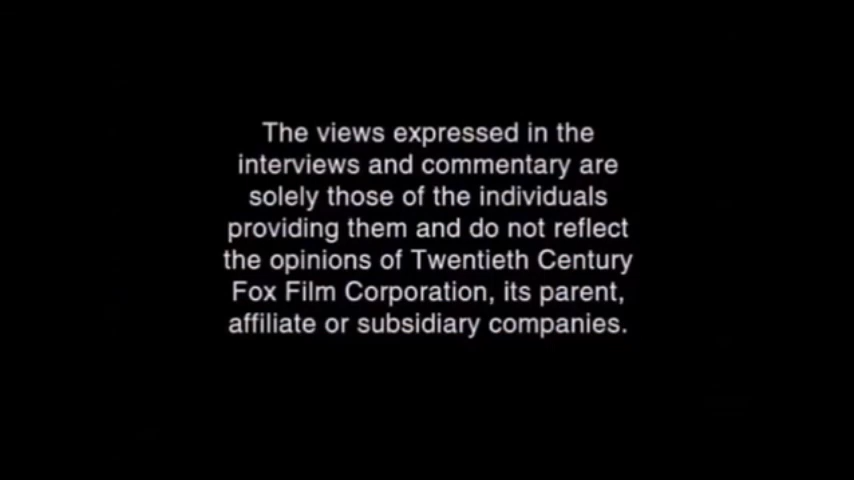 The views expressed in the
interviews and commentary are
solely those of the individuals
providing them and do not reflect
the opinions of Twentieth Century
Fox Film Corporation, its parent,
affiliate or subsidiary companies.